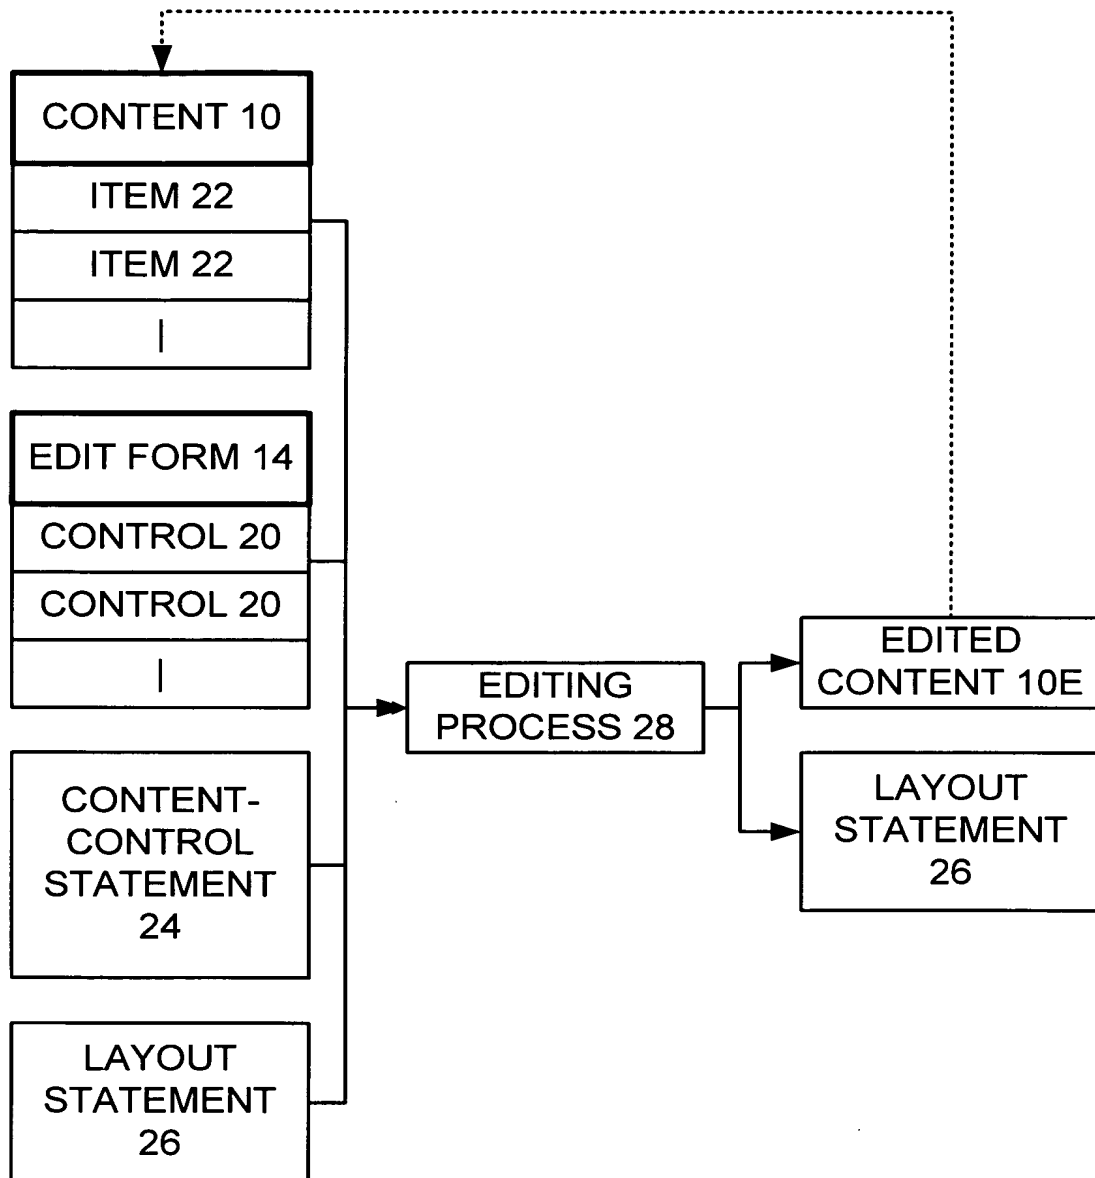 CONTENT 10
ITEM 22
ITEM 22
|
EDIT FORM 14
CONTROL 20
CONTROL 20
|
CONTENT-
CONTROL
STATEMENT
24
LAYOUT
STATEMENT
26
EDITING
PROCESS 28
EDITED
CONTENT 10E
LAYOUT
STATEMENT
26